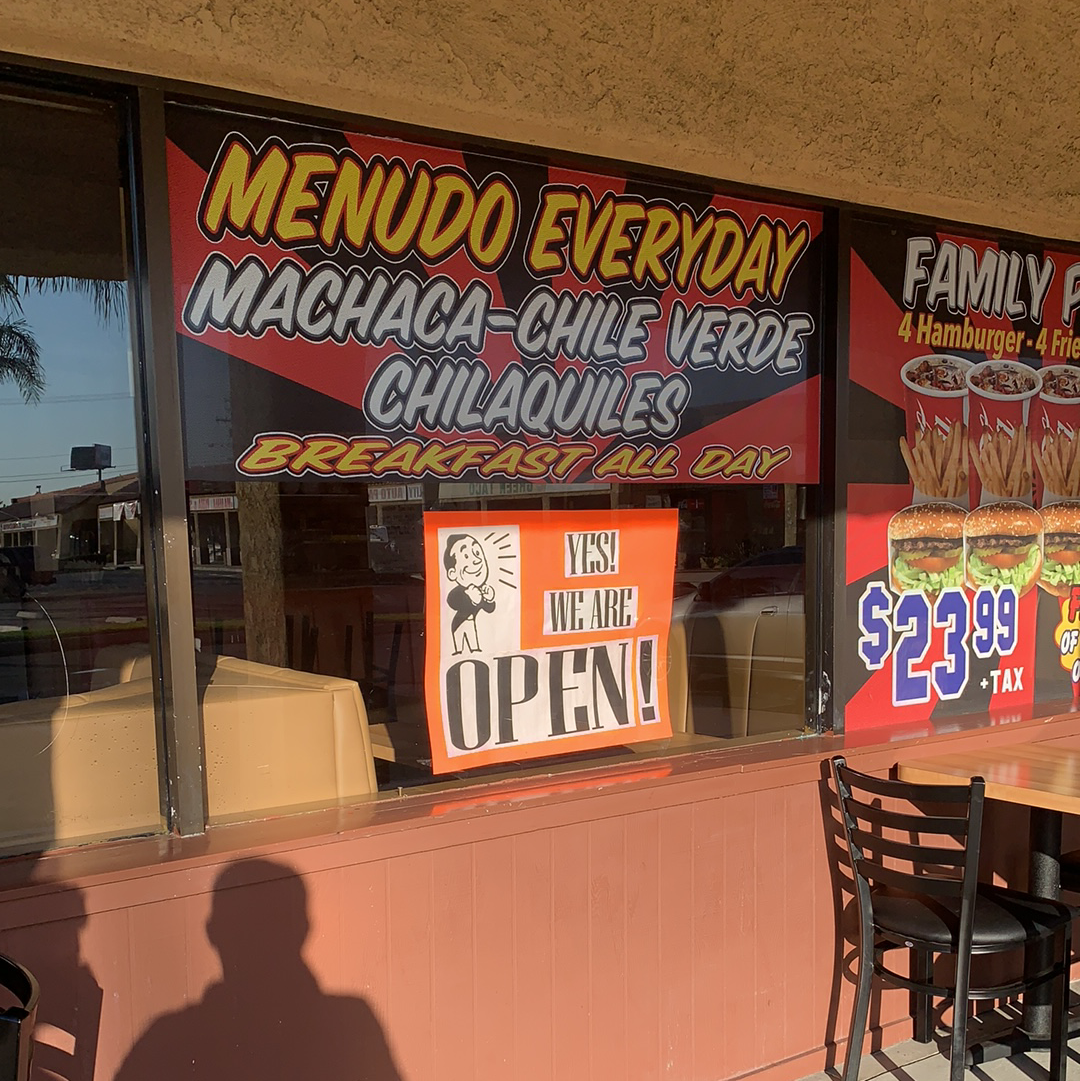 MENUDO EVERYDAY
MACHACA-CHILE VERDE
CHILAQUILES
BREAKFAST ALL DAY
YES!
WE ARE
OPEN!
FAMILY
4 Hamburger - 4
$23.99
+TAX